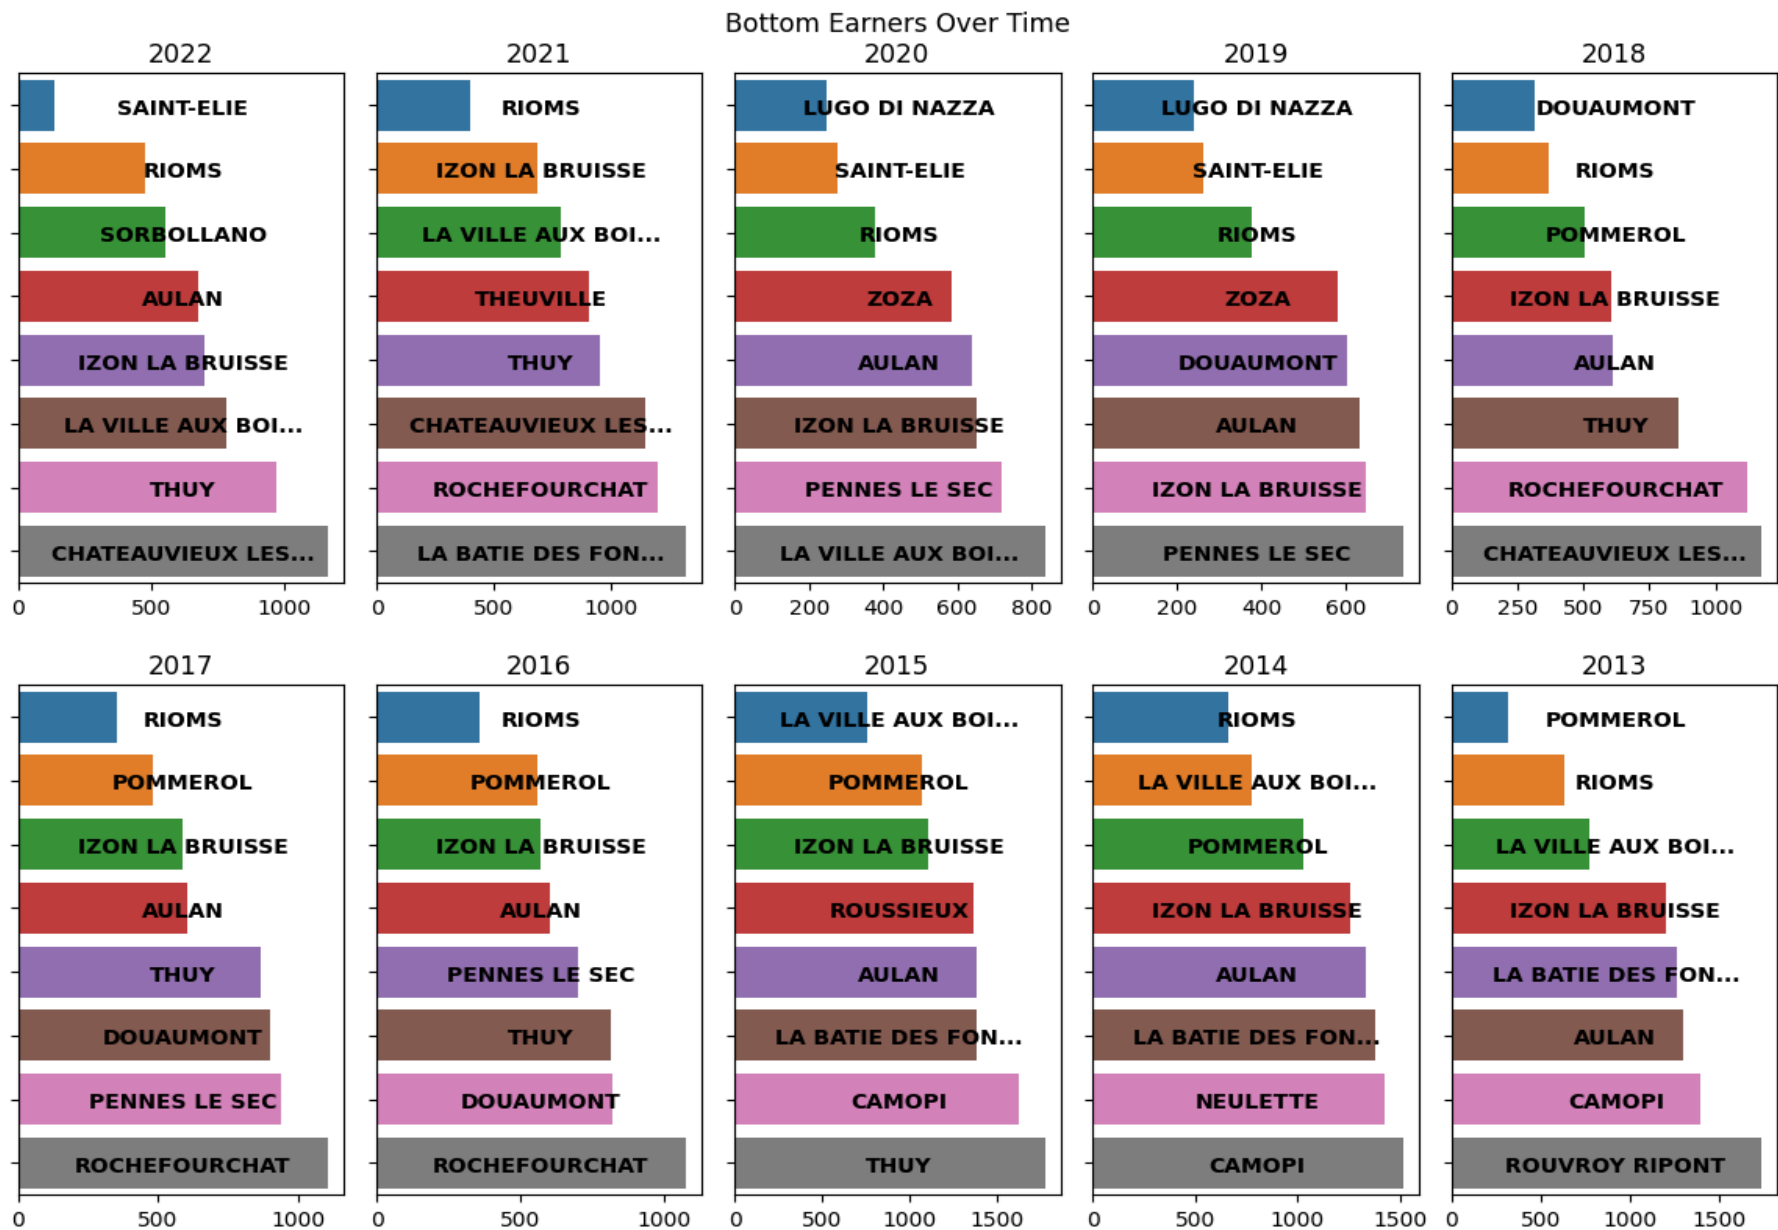 Bottom Earners Over Time
2022
SAINT-ELIE
RIOMS
SORBOLLANO
AULAN
IZON LA BRUISSE
LA VILLE AUX BOI...
THUY
CHATEAUVIEUX LES...
0 500 1000
2021
RIOMS
IZON LA BRUISSE
LA VILLE AUX BOI...
THEUVILLE
THUY
CHATEAUVIEUX LES...
ROCHEFOURCHAT
LA BATIE DES FON...
0 500 1000
2020
LUGO DI NAZZA
SAINT-ELIE
RIOMS
ZOZA
AULAN
IZON LA BRUISSE
PENNES LE SEC
LA VILLE AUX BOI...
0 200 400 600 800
2019
LUGO DI NAZZA
SAINT-ELIE
RIOMS
ZOZA
DOUAUMONT
AULAN
IZON LA BRUISSE
PENNES LE SEC
0 200 400 600
2018
DOUAUMONT
RIOMS
POMMEROL
IZON LA BRUISSE
AULAN
THUY
ROCHEFOURCHAT
CHATEAUVIEUX LES...
0 250 500 750 1000
2017
RIOMS
POMMEROL
IZON LA BRUISSE
AULAN
THUY
DOUAUMONT
PENNES LE SEC
ROCHEFOURCHAT
0 500 1000
2016
RIOMS
POMMEROL
IZON LA BRUISSE
AULAN
PENNES LE SEC
THUY
DOUAUMONT
ROCHEFOURCHAT
0 500 1000
2015
LA VILLE AUX BOI...
POMMEROL
IZON LA BRUISSE
ROUSSIEUX
AULAN
LA BATIE DES FON...
CAMOPI
THUY
0 500 1000 1500
2014
RIOMS
LA VILLE AUX BOI...
POMMEROL
IZON LA BRUISSE
AULAN
LA BATIE DES FON...
NEULETTE
CAMOPI
0 500 1000 1500
2013
POMMEROL
RIOMS
LA VILLE AUX BOI...
IZON LA BRUISSE
LA BATIE DES FON...
AULAN
CAMOPI
ROUVROY RIPONT
0 500 1000 1500